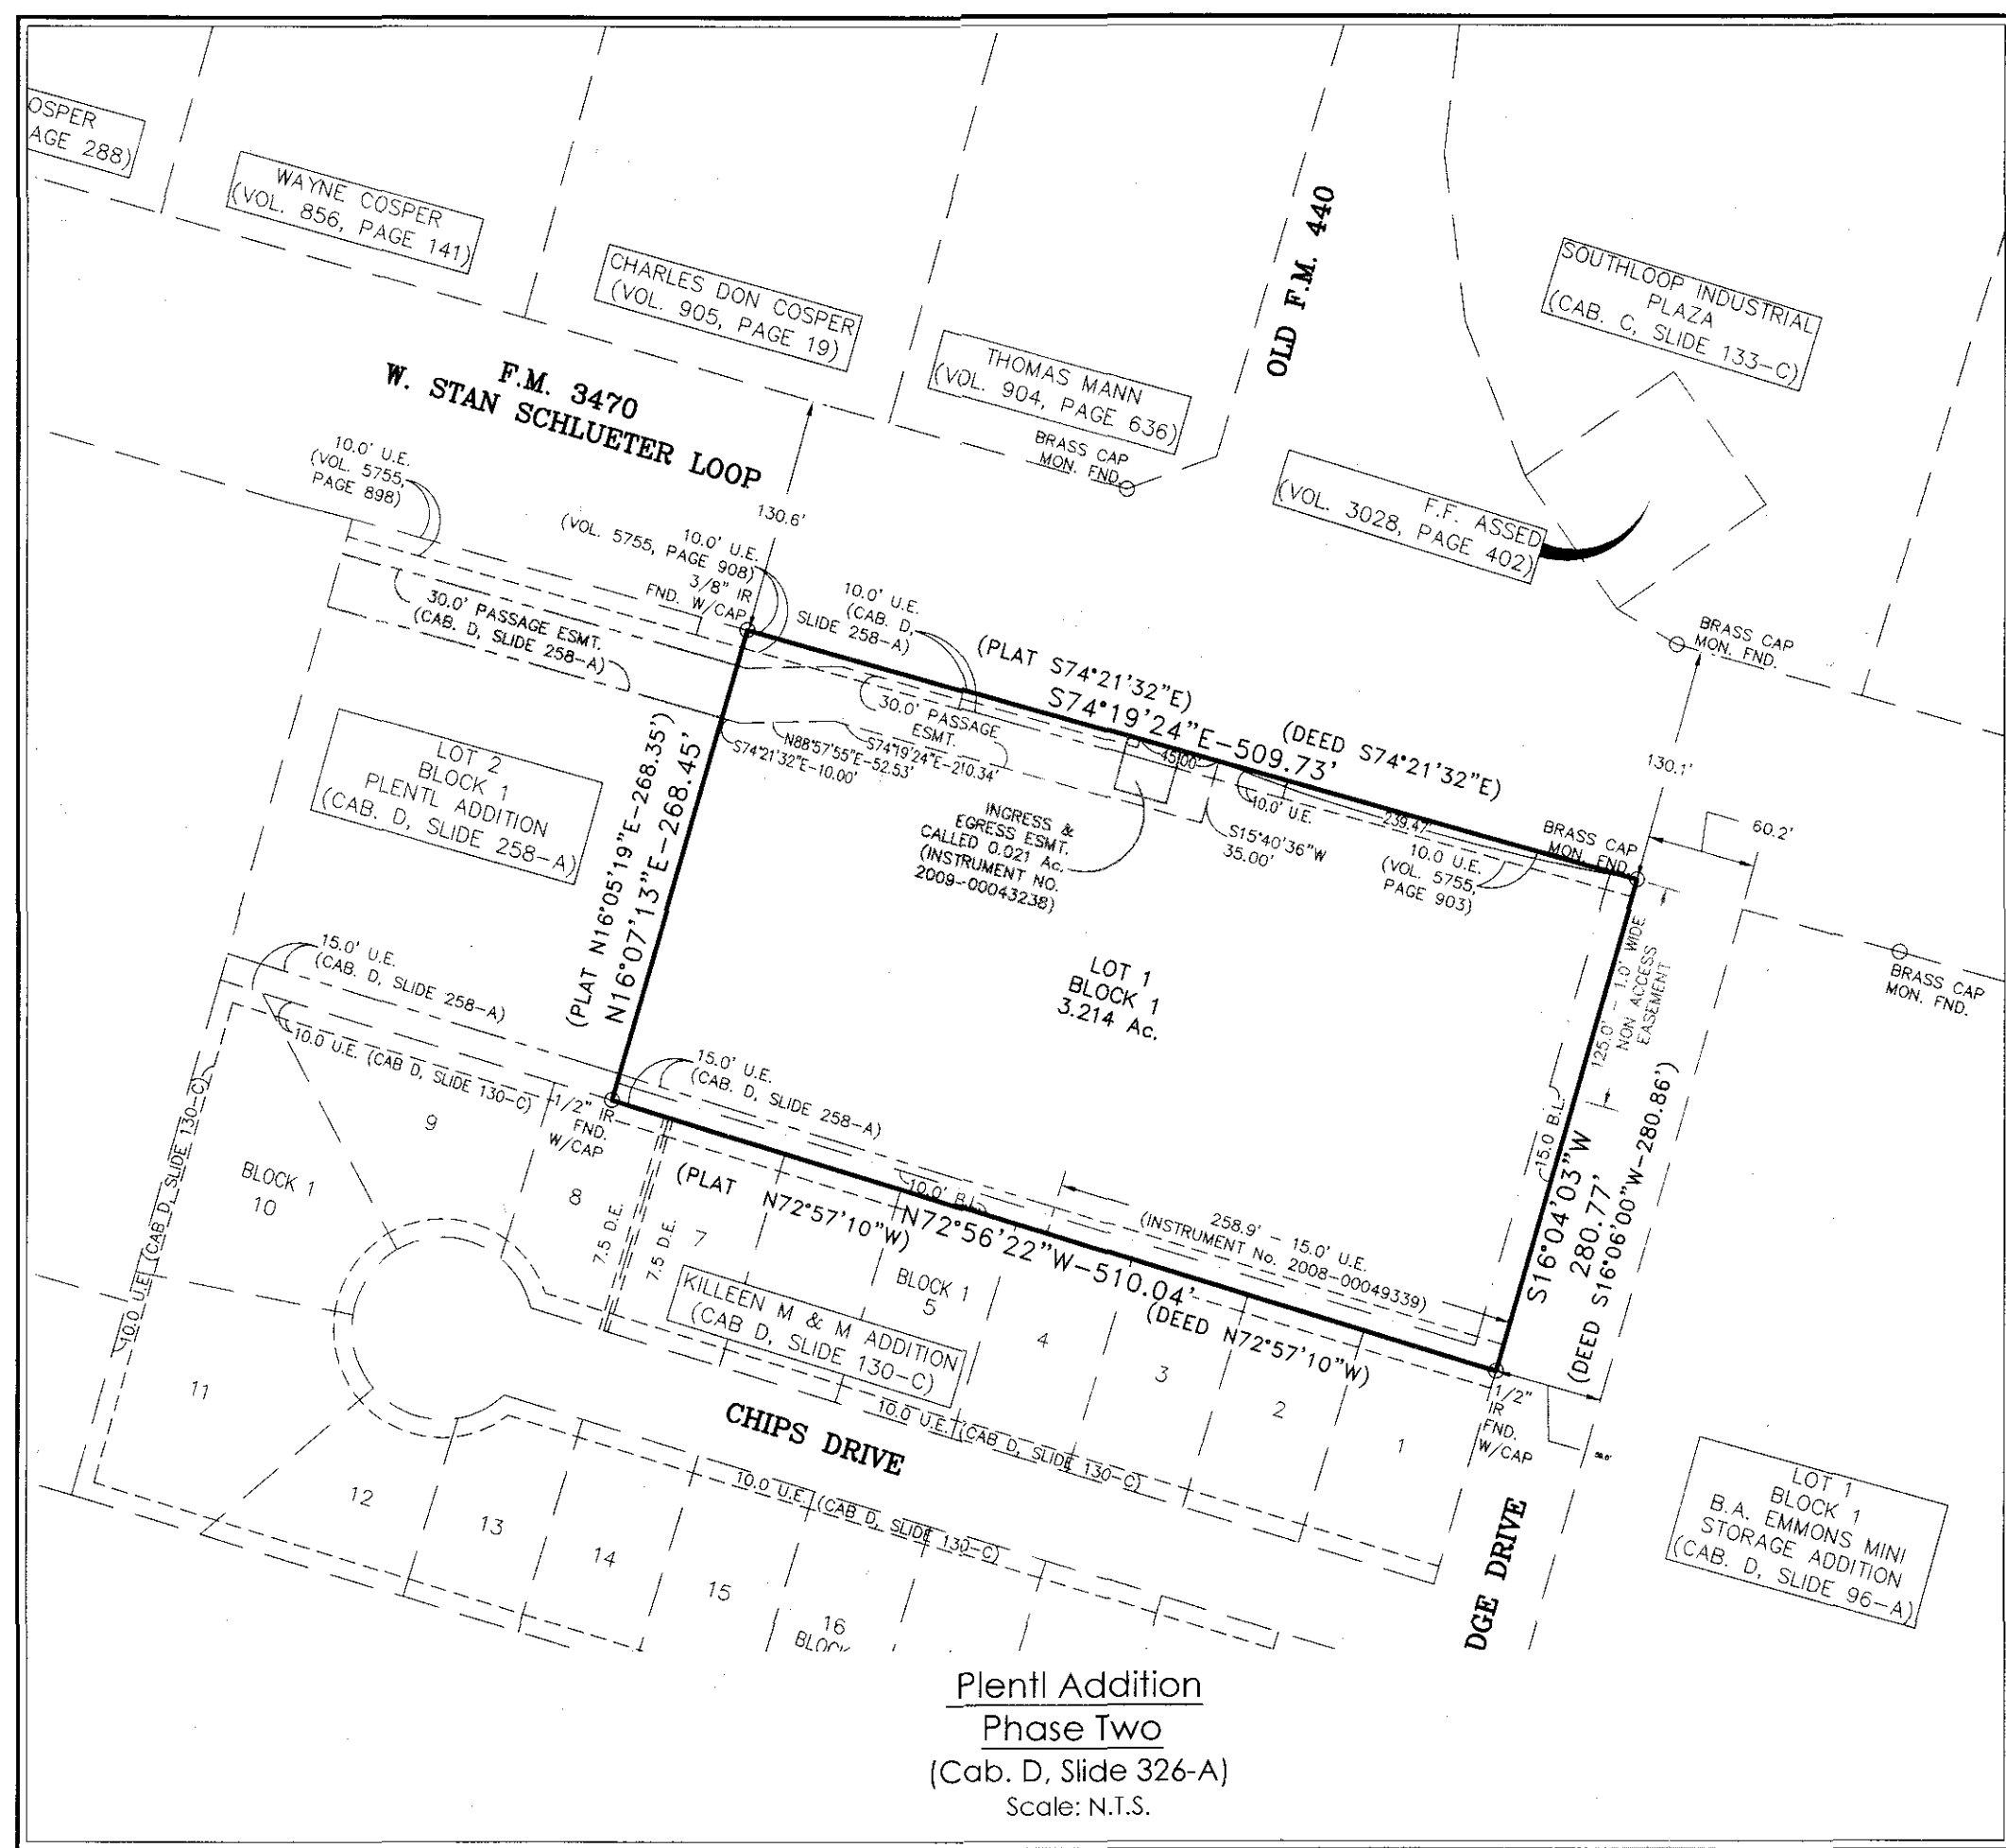 OSPER
AGE 288)
WAYNE COSPER
(VOL. 856, PAGE 141)
CHARLES DON COSPER
(VOL. 905, PAGE 19)
THOMAS MANN
(VOL. 904, PAGE 636)
OLD F.M. 440
SOUTHLOOP INDUSTRIAL
PLAZA
(CAB. C, SLIDE 133-C)
F.M. 3470
W. STAN SCHLUETER LOOP
BRASS CAP
MON. FND.
F.F. ASSED
(VOL. 3028, PAGE 402)
10.0' U.E.
(VOL. 5755,
PAGE 898)
130.6'
10.0' U.E.
(VOL. 5755, PAGE 908)
3/8" IR
FND. W/CAP
10.0' U.E.
(CAB. D,
SLIDE 258-A)
30.0' PASSAGE ESMT.
(CAB. D, SLIDE 258-A)
BRASS CAP
MON. FND.
(PLAT S74°21'32"E)
S74°19'24"E-509.73'
(DEED S74°21'32"E)
30.0' PASSAGE
ESMT.
S74°19'24"E-210.34'
N88°57'55"E-52.53'
S74°21'32"E-10.00'
45.00'
10.0' U.E.
239.47'
130.1'
60.2'
BRASS CAP
MON. FND.
S15°40'36"W
35.00'
10.0 U.E.
(VOL. 5755,
PAGE 903)
INGRESS &
EGRESS ESMT.
CALLED 0.021 Ac.
(INSTRUMENT NO.
2009-00043238)
LOT 2
BLOCK 1
PLENTL ADDITION
(CAB. D, SLIDE 258-A)
(PLAT N16°05'19"E-268.35')
N16°07'13"E-268.45'
LOT 1
BLOCK 1
3.214 Ac.
125.0' - 1.0' WIDE
NON ACCESS
EASEMENT
BRASS CAP
MON. FND.
15.0' U.E.
(CAB. D, SLIDE 258-A)
10.0 U.E. (CAB D, SLIDE 130-C)
15.0' U.E.
(CAB. D, SLIDE 258-A)
1/2" IR
FND.
W/CAP
10.0 U.E. (CAB D, SLIDE 130-C)
9
BLOCK 1
10
8
7.5 D.E.
7.5 D.E.
7
(PLAT N72°57'10"W)
10.0' B.L.
N72°56'22"W-510.04'
(DEED N72°57'10"W)
258.9' - 15.0' U.E.
(INSTRUMENT No. 2008-00049339)
15.0 B.L.
S16°04'03"W
280.77'
(DEED S16°06'00"W-280.86')
KILLEEN M & M ADDITION
(CAB D, SLIDE 130-C)
BLOCK 1
5
4
3
2
1
1/2"
IR
FND.
W/CAP
11
12
13
14
15
16
CHIPS DRIVE
10.0 U.E. (CAB D, SLIDE 130-C)
10.0 U.E. (CAB D, SLIDE 130-C)
DGE DRIVE
LOT 1
BLOCK 1
B.A. EMMONS MINI
STORAGE ADDITION
(CAB. D, SLIDE 96-A)
Plentl Addition
Phase Two
(Cab. D, Slide 326-A)
Scale: N.T.S.